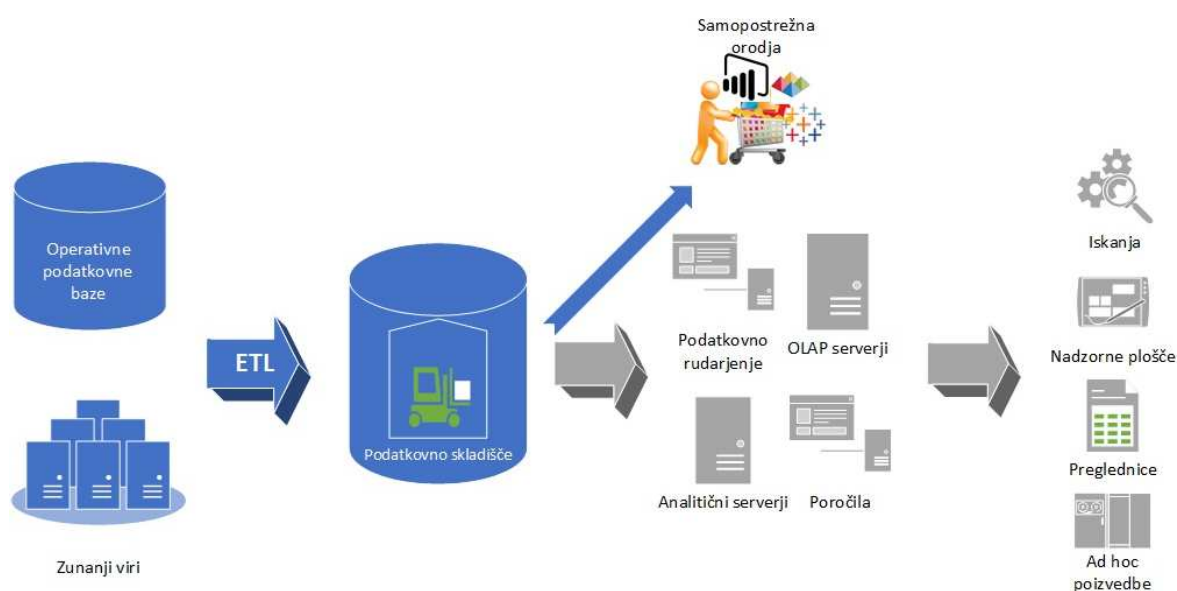 Samopostrežna
orodja
Operativne
podatkovne
baze
ETL
Podatkovno skladišče
Zunanji viri
Podatkovno
rudarjenje
OLAP serverji
Analitični serverji
Poročila
Iskanja
Nadzorne plošče
Preglednice
Ad hoc
poizvedbe